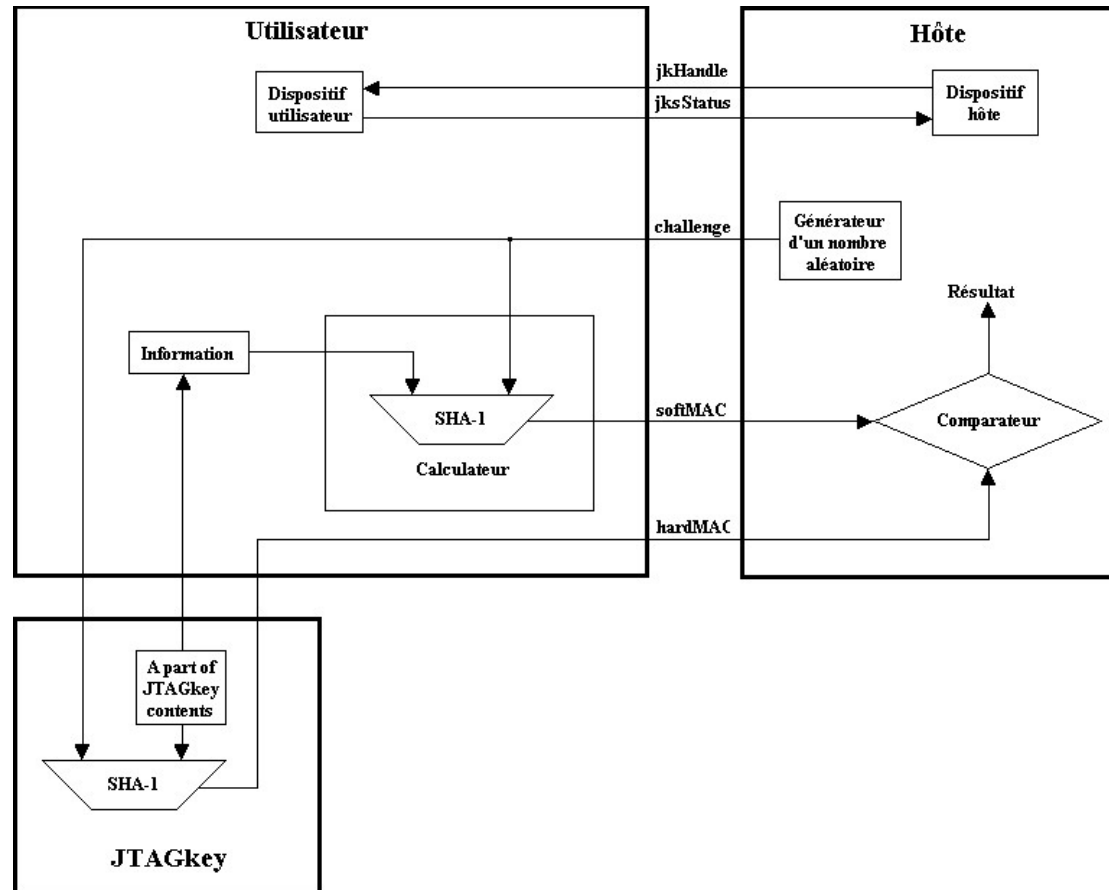 Utilisateur
Hôte
jkHandle
Dispositif
utilisateur
jksStatus
Dispositif
hôte
challenge
Générateur
d'un nombre
aléatoire
Résultat
Information
SHA-1
softMAC
Comparateur
Calculateur
hardMAC
A part of
JTAGkey
contents
SHA-1
JTAGkey